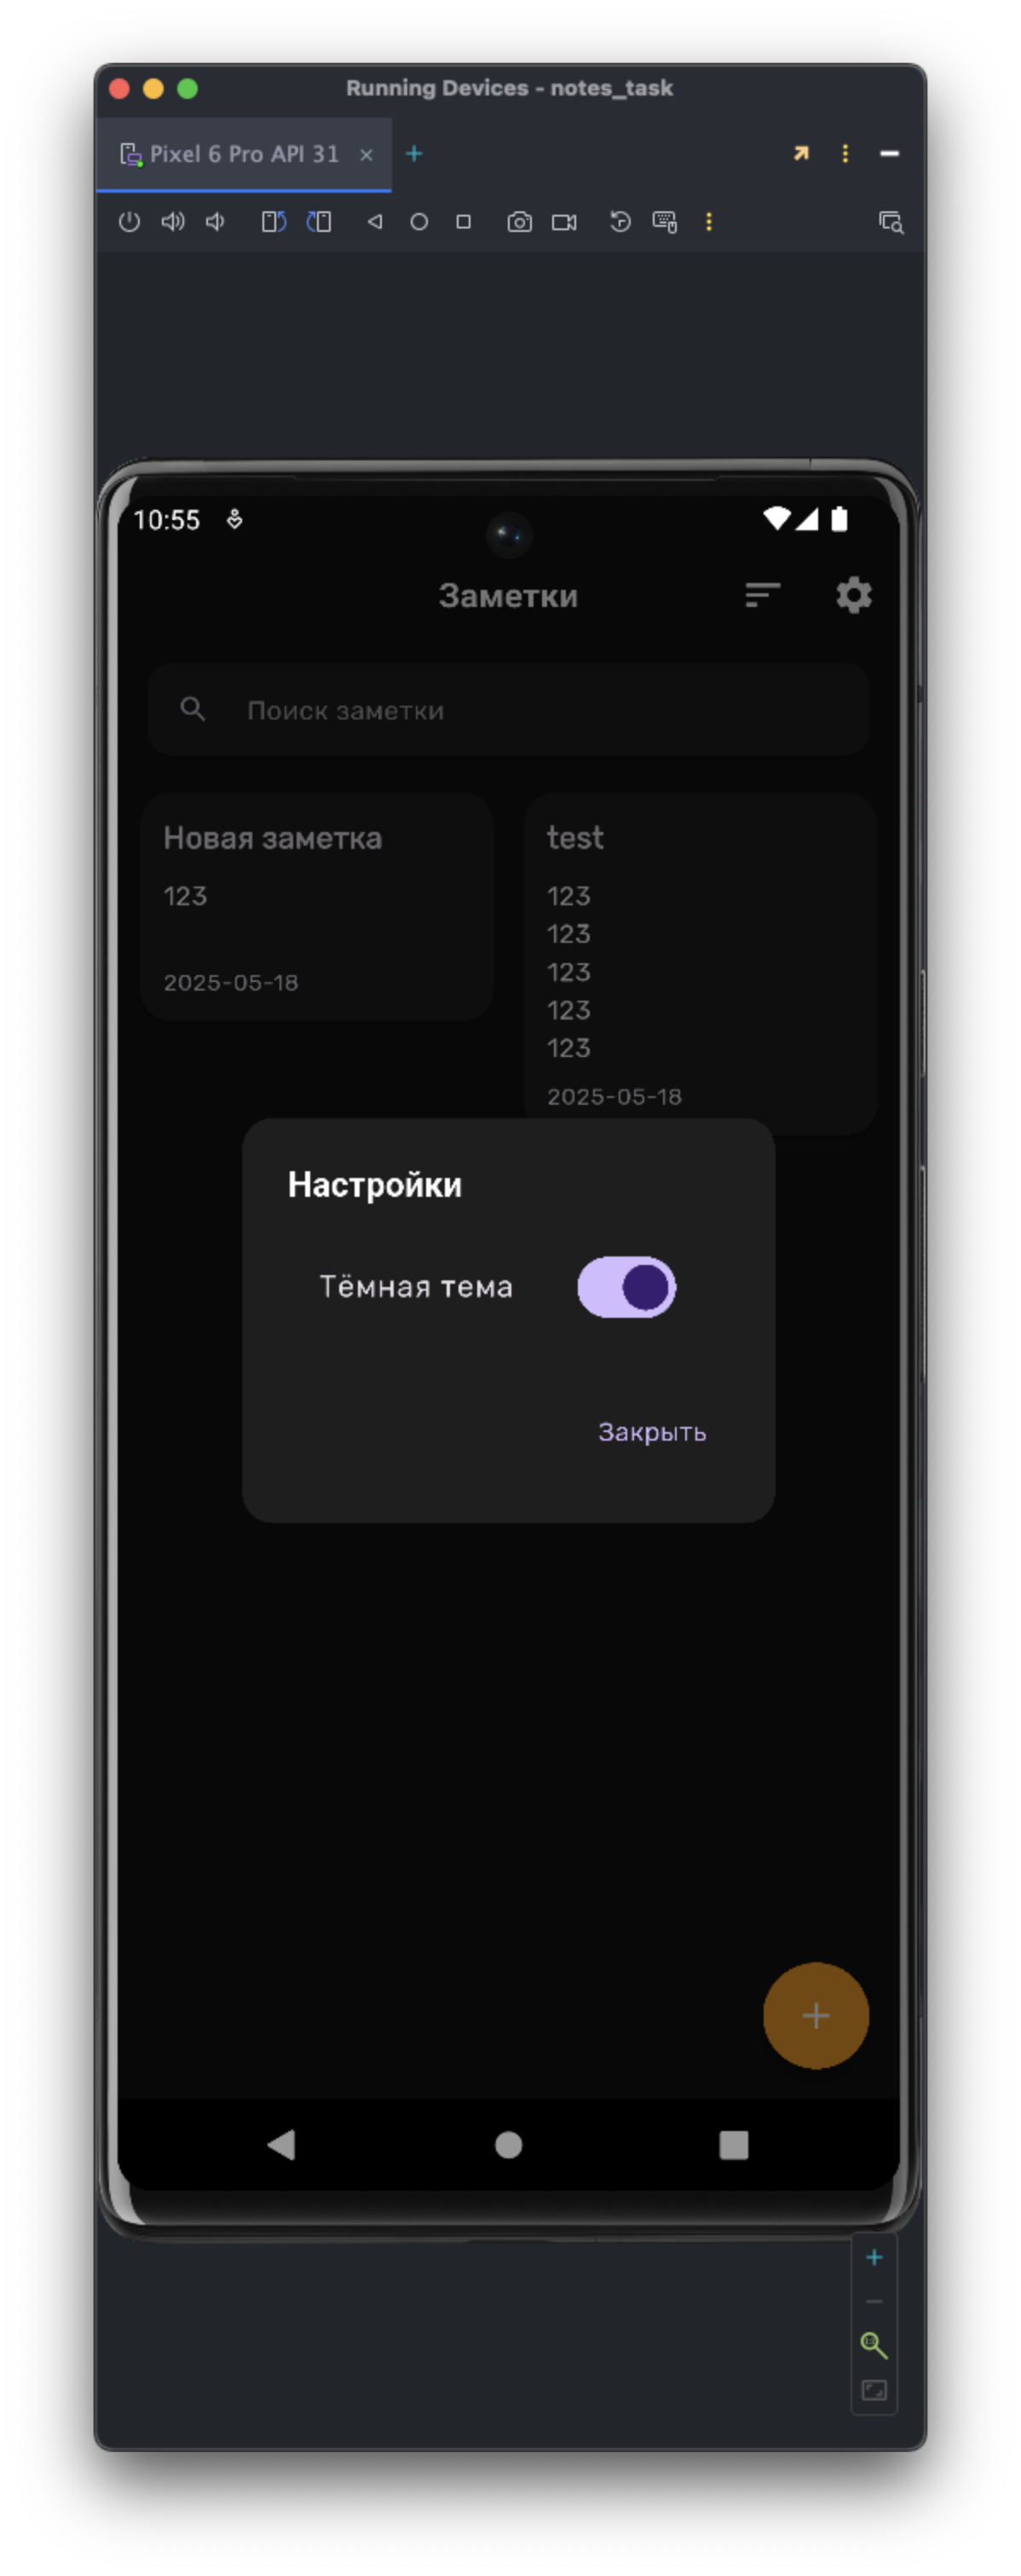 Running Devices - notes_task
Pixel 6 Pro API 31
10:55
Заметки
Поиск заметки
Новая заметка
123
2025-05-18
test
123
123
123
123
123
2025-05-18
Настройки
Тёмная тема
Закрыть